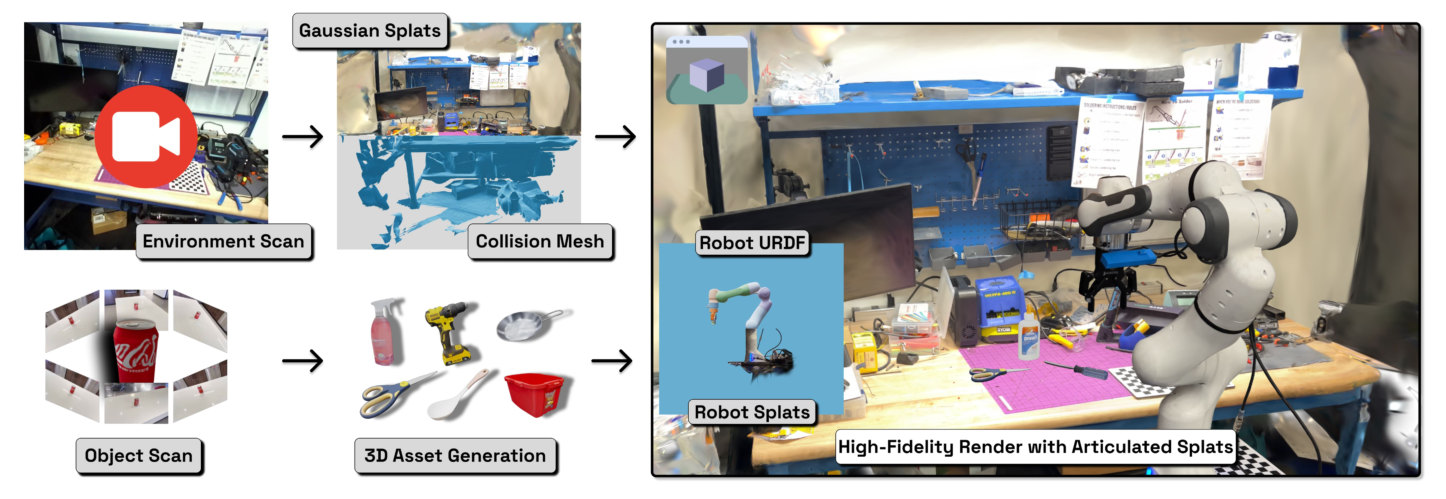 Gaussian Splats
Environment Scan
Collision Mesh
Object Scan
3D Asset Generation
Robot URDF
Robot Splats
High-Fidelity Render with Articulated Splats